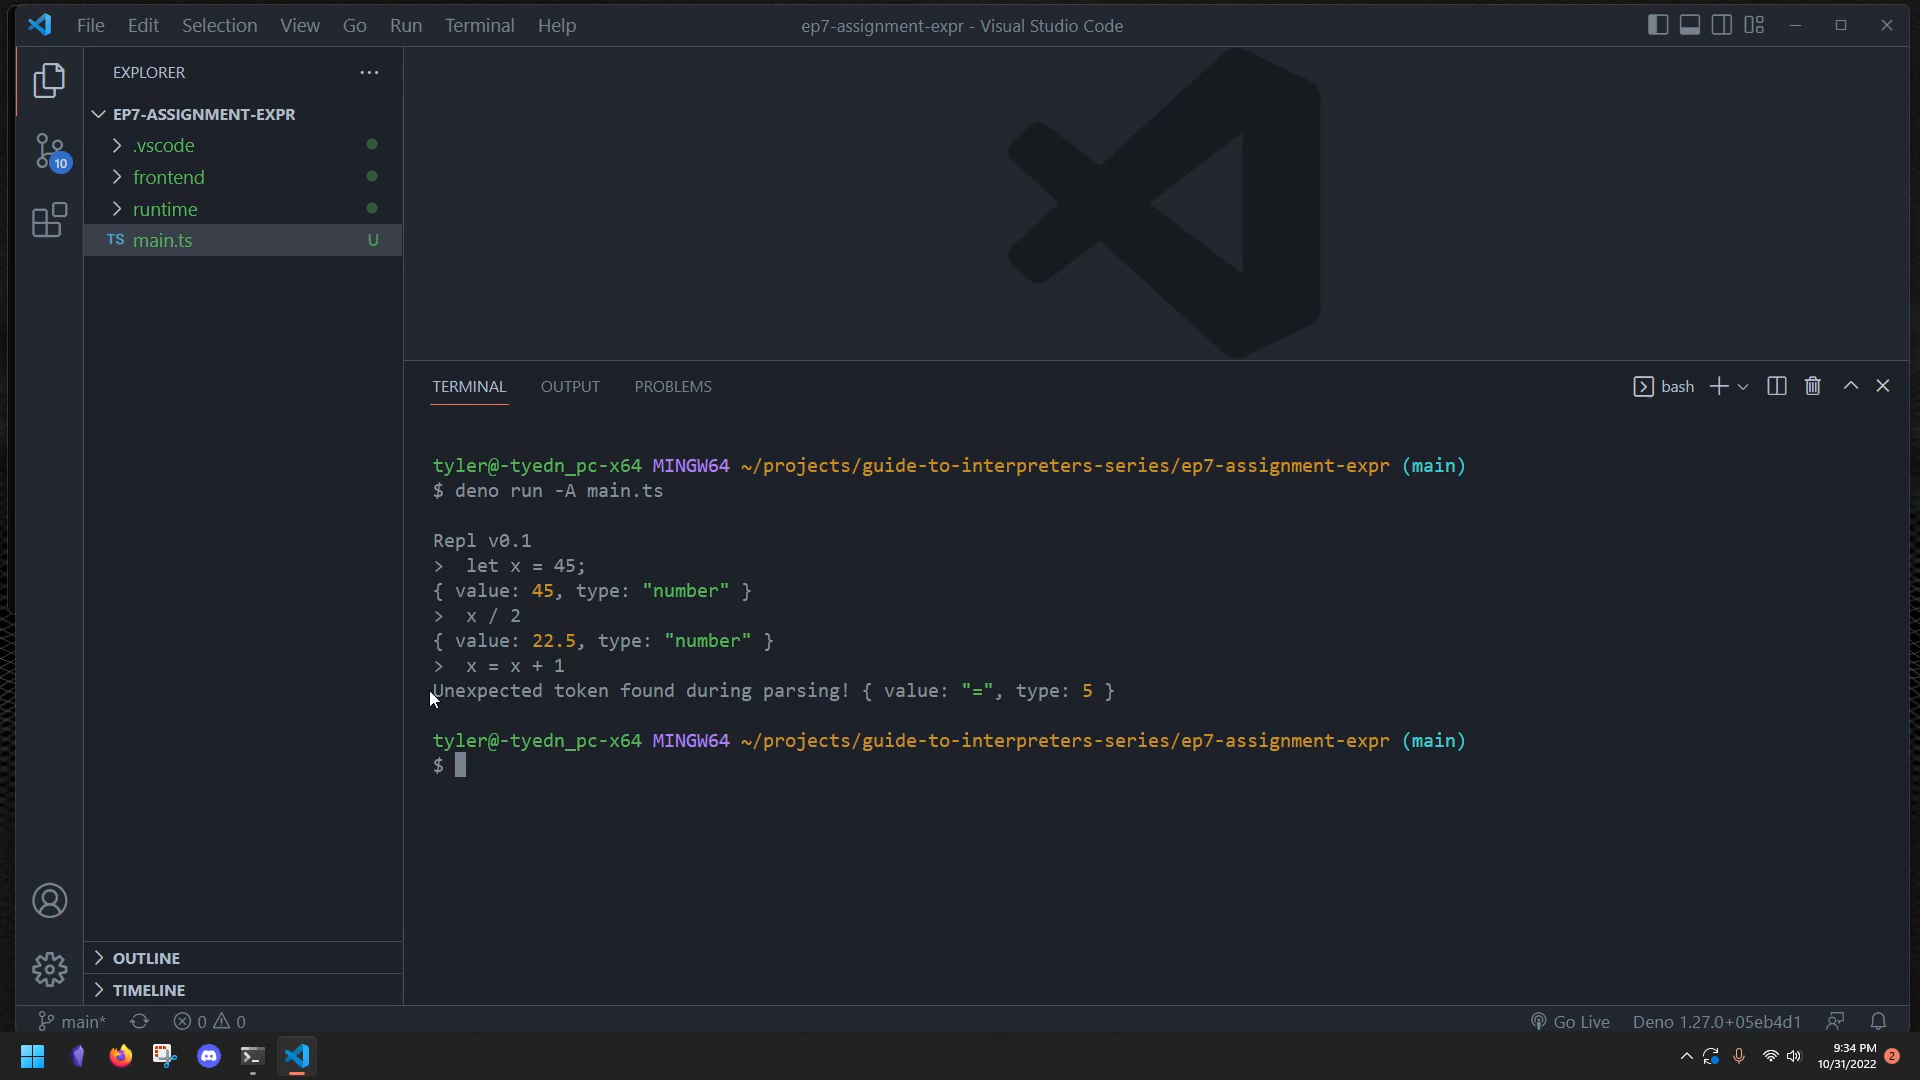 File Edit Selection View Go Run Terminal Help
ep7-assignment-expr - Visual Studio Code
EXPLORER
EP7-ASSIGNMENT-EXPR
.vscode
frontend
runtime
TS main.ts U
10
TERMINAL OUTPUT PROBLEMS
bash
tyler@-tyedn_pc-x64 MINGW64 ~/projects/guide-to-interpreters-series/ep7-assignment-expr (main)
$ deno run -A main.ts
Repl v0.1
> let x = 45;
{ value: 45, type: "number" }
> x / 2
{ value: 22.5, type: "number" }
> x = x + 1
Unexpected token found during parsing! { value: "=", type: 5 }
tyler@-tyedn_pc-x64 MINGW64 ~/projects/guide-to-interpreters-series/ep7-assignment-expr (main)
$
OUTLINE
TIMELINE
main* 0 0
Go Live Deno 1.27.0+05eb4d1
9:34 PM
10/31/2022 2